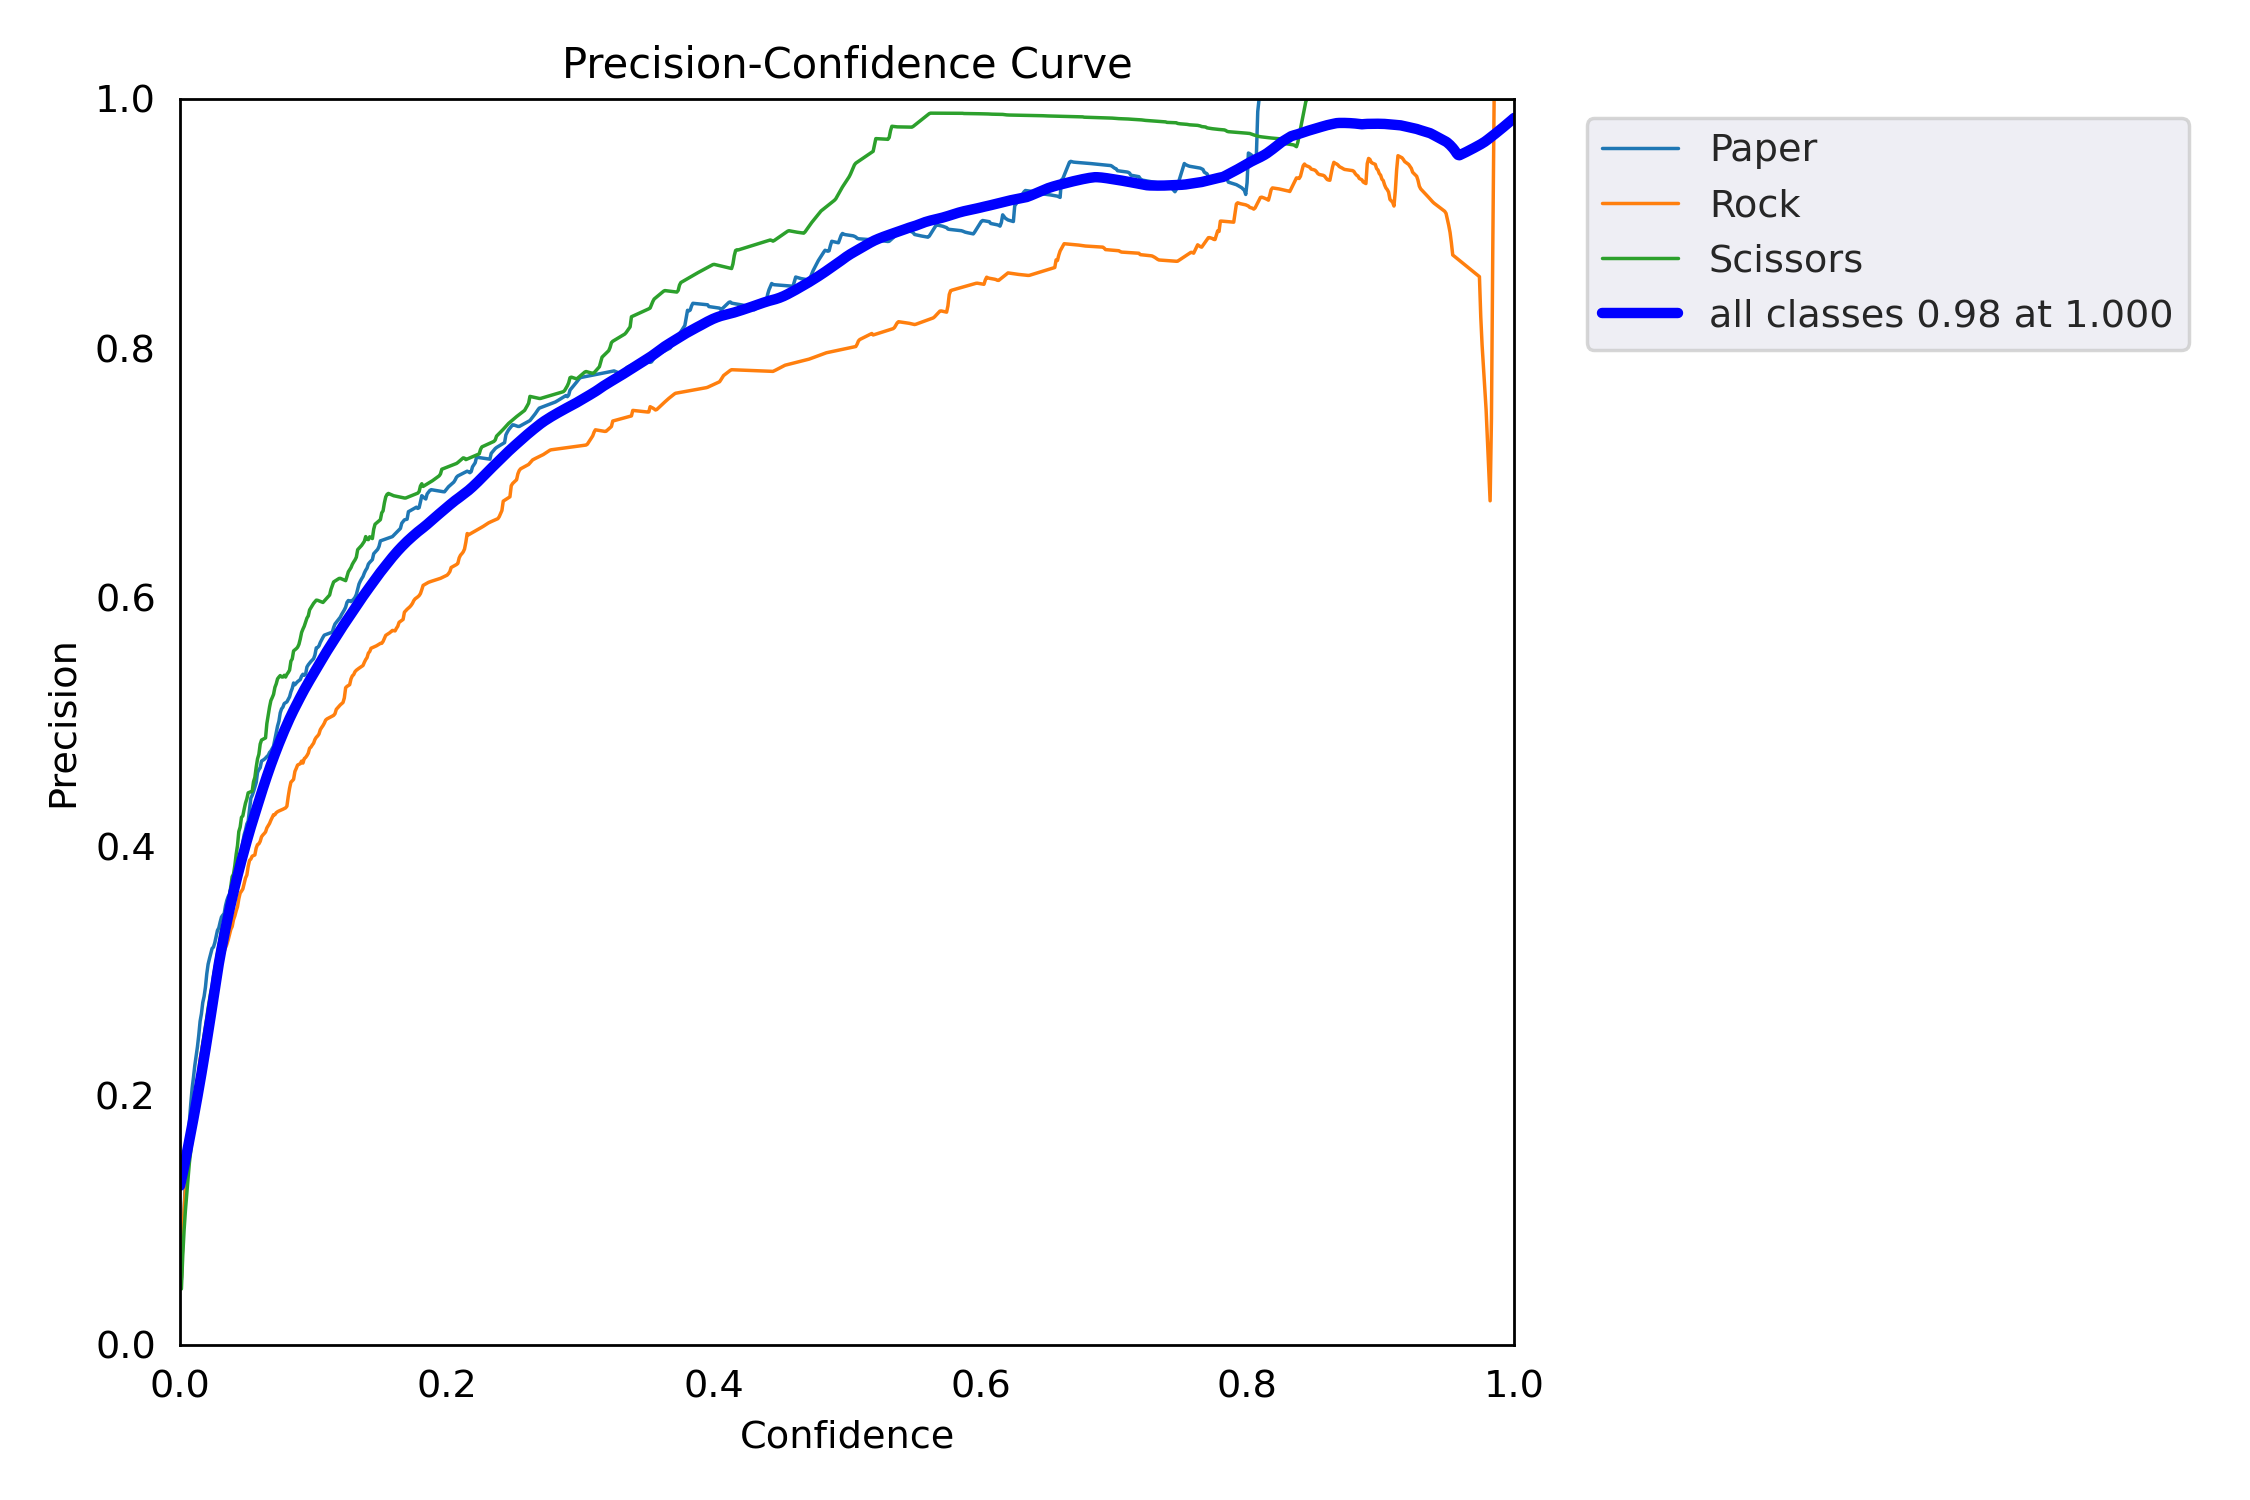 Precision-Confidence Curve
1.0
0.8
0.6
0.4
0.2
0.0
Precision
0.0 0.2 0.4 0.6 0.8 1.0
Confidence
Paper
Rock
Scissors
all classes 0.98 at 1.000